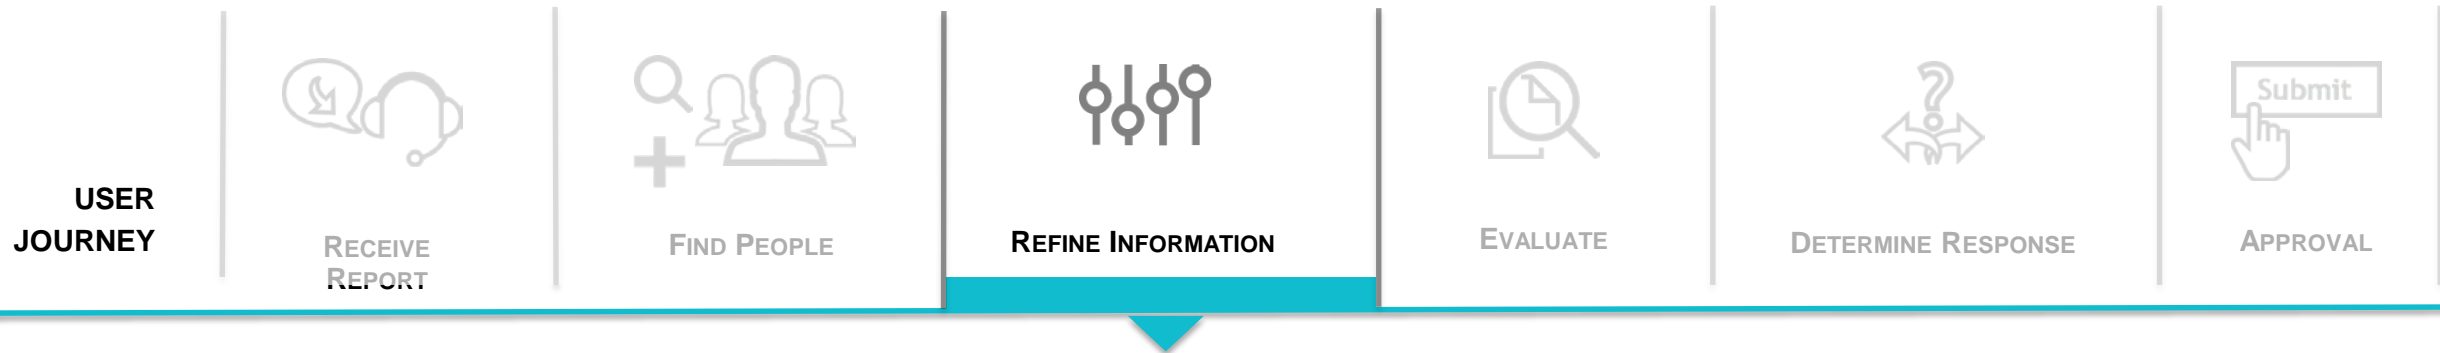 USER
JOURNEY
RECEIVE
REPORT
FIND PEOPLE
REFINE INFORMATION
EVALUATE
DETERMINE RESPONSE
Submit
APPROVAL